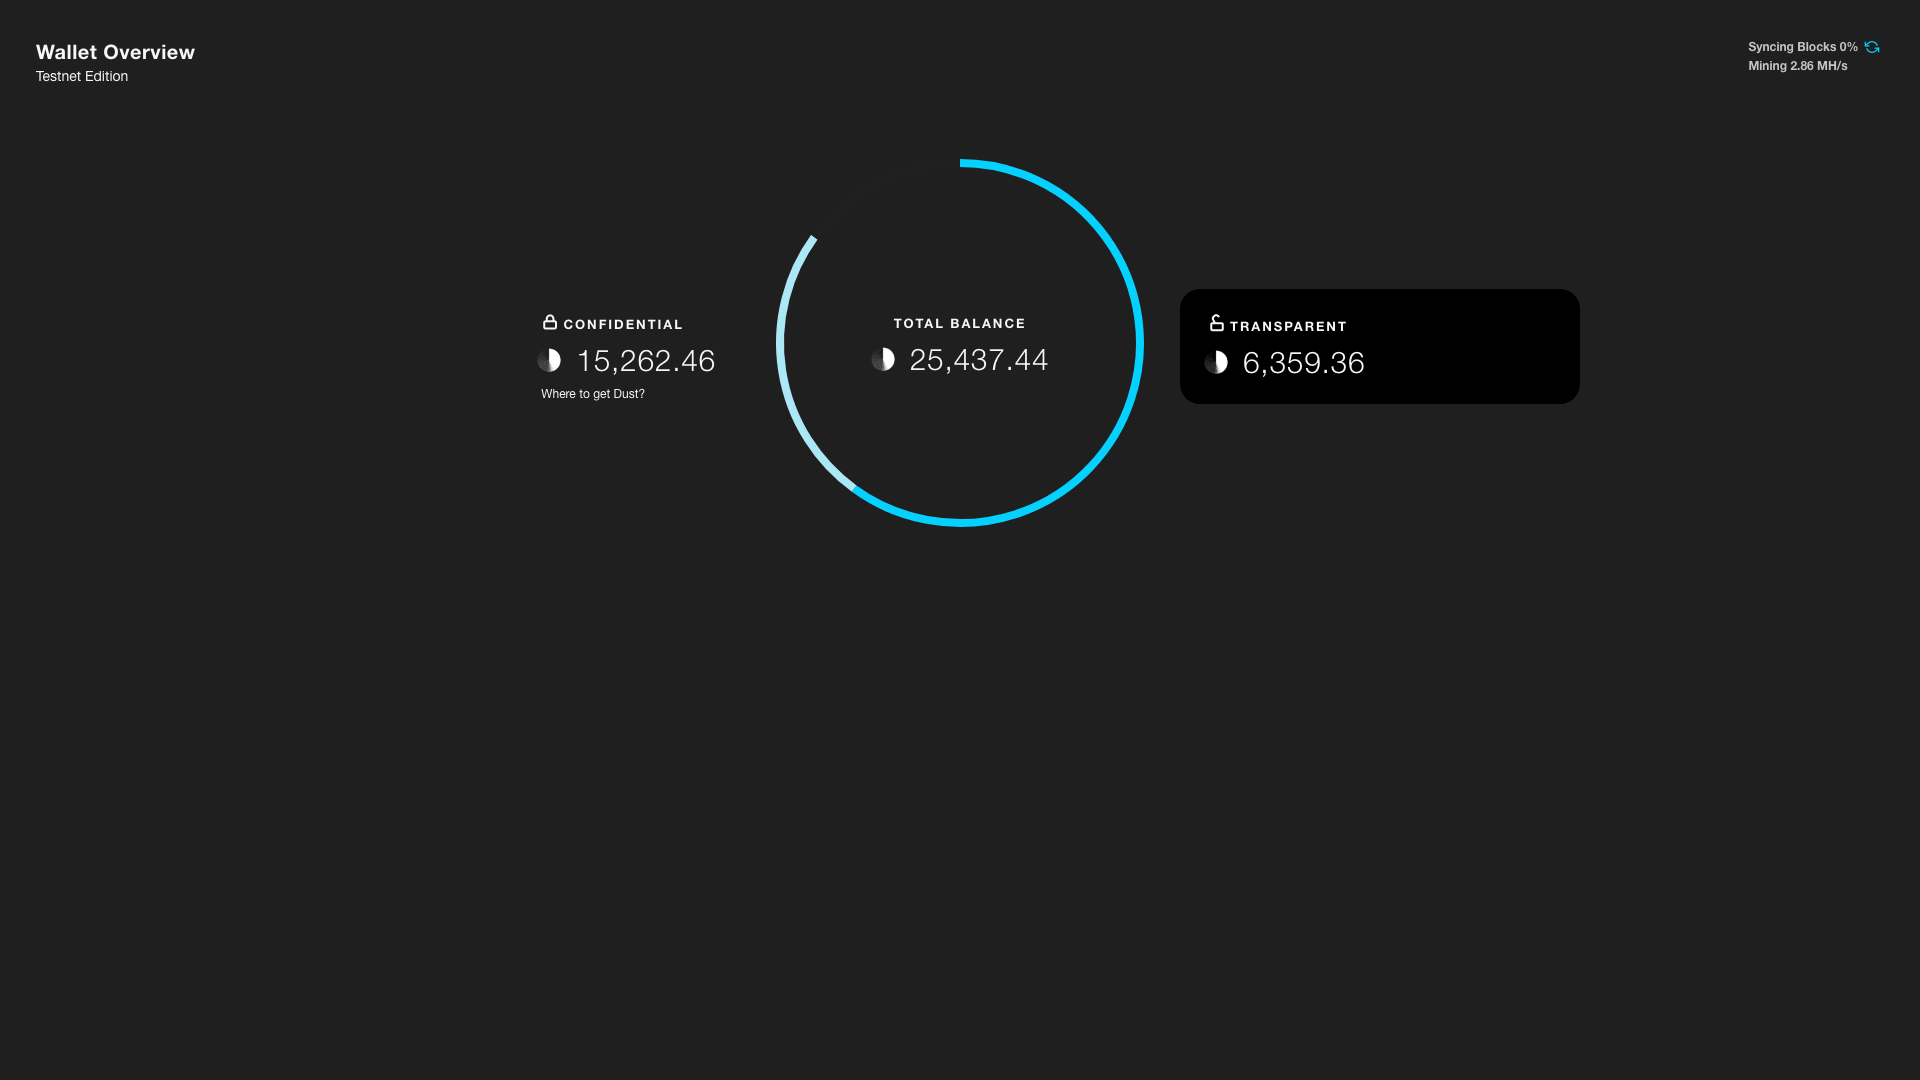 Wallet Overview
Testnet Edition
Syncing Blocks 0%
Mining 2.86 MH/s
CONFIDENTIAL
15,262.46
Where to get Dust?
TOTAL BALANCE
25,437.44
TRANSPARENT
6,359.36